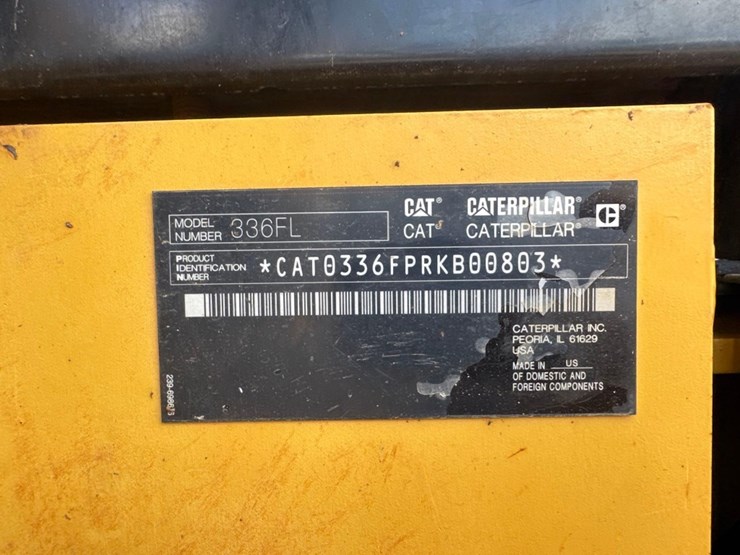 CAT® CATERPILLAR® C®
MODEL NUMBER 336FL
CAT® CATERPILLAR®
PRODUCT IDENTIFICATION NUMBER *CAT0336FPRKB00803*
CATERPILLAR INC.
PEORIA, IL 61629
USA
MADE IN US
OF DOMESTIC AND
FOREIGN COMPONENTS